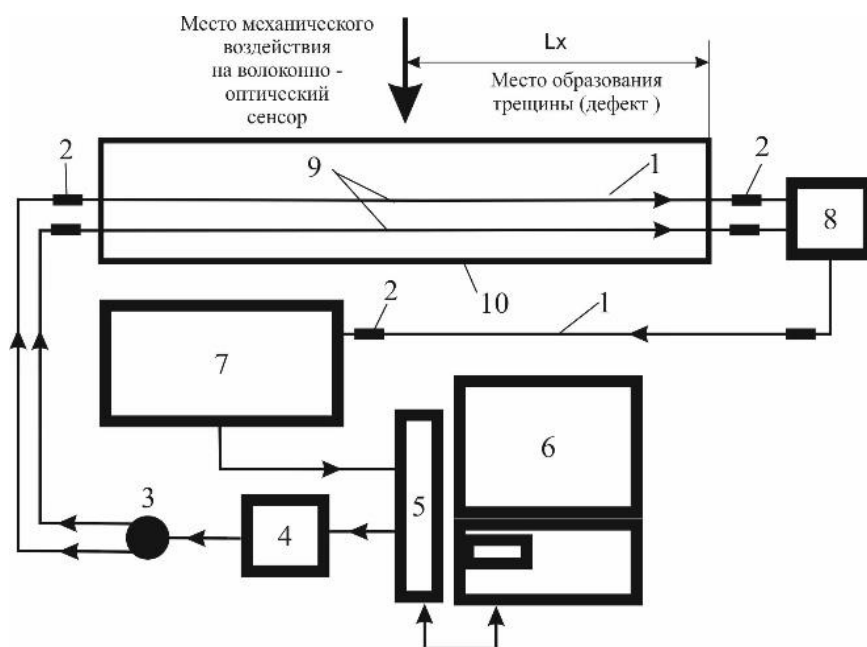 Место механического
воздействия
на волоконно -
оптический
сенсор
Lx
Место образования
трещины (дефект )
2
9
1
2
8
10
2
1
7
6
5
3
4